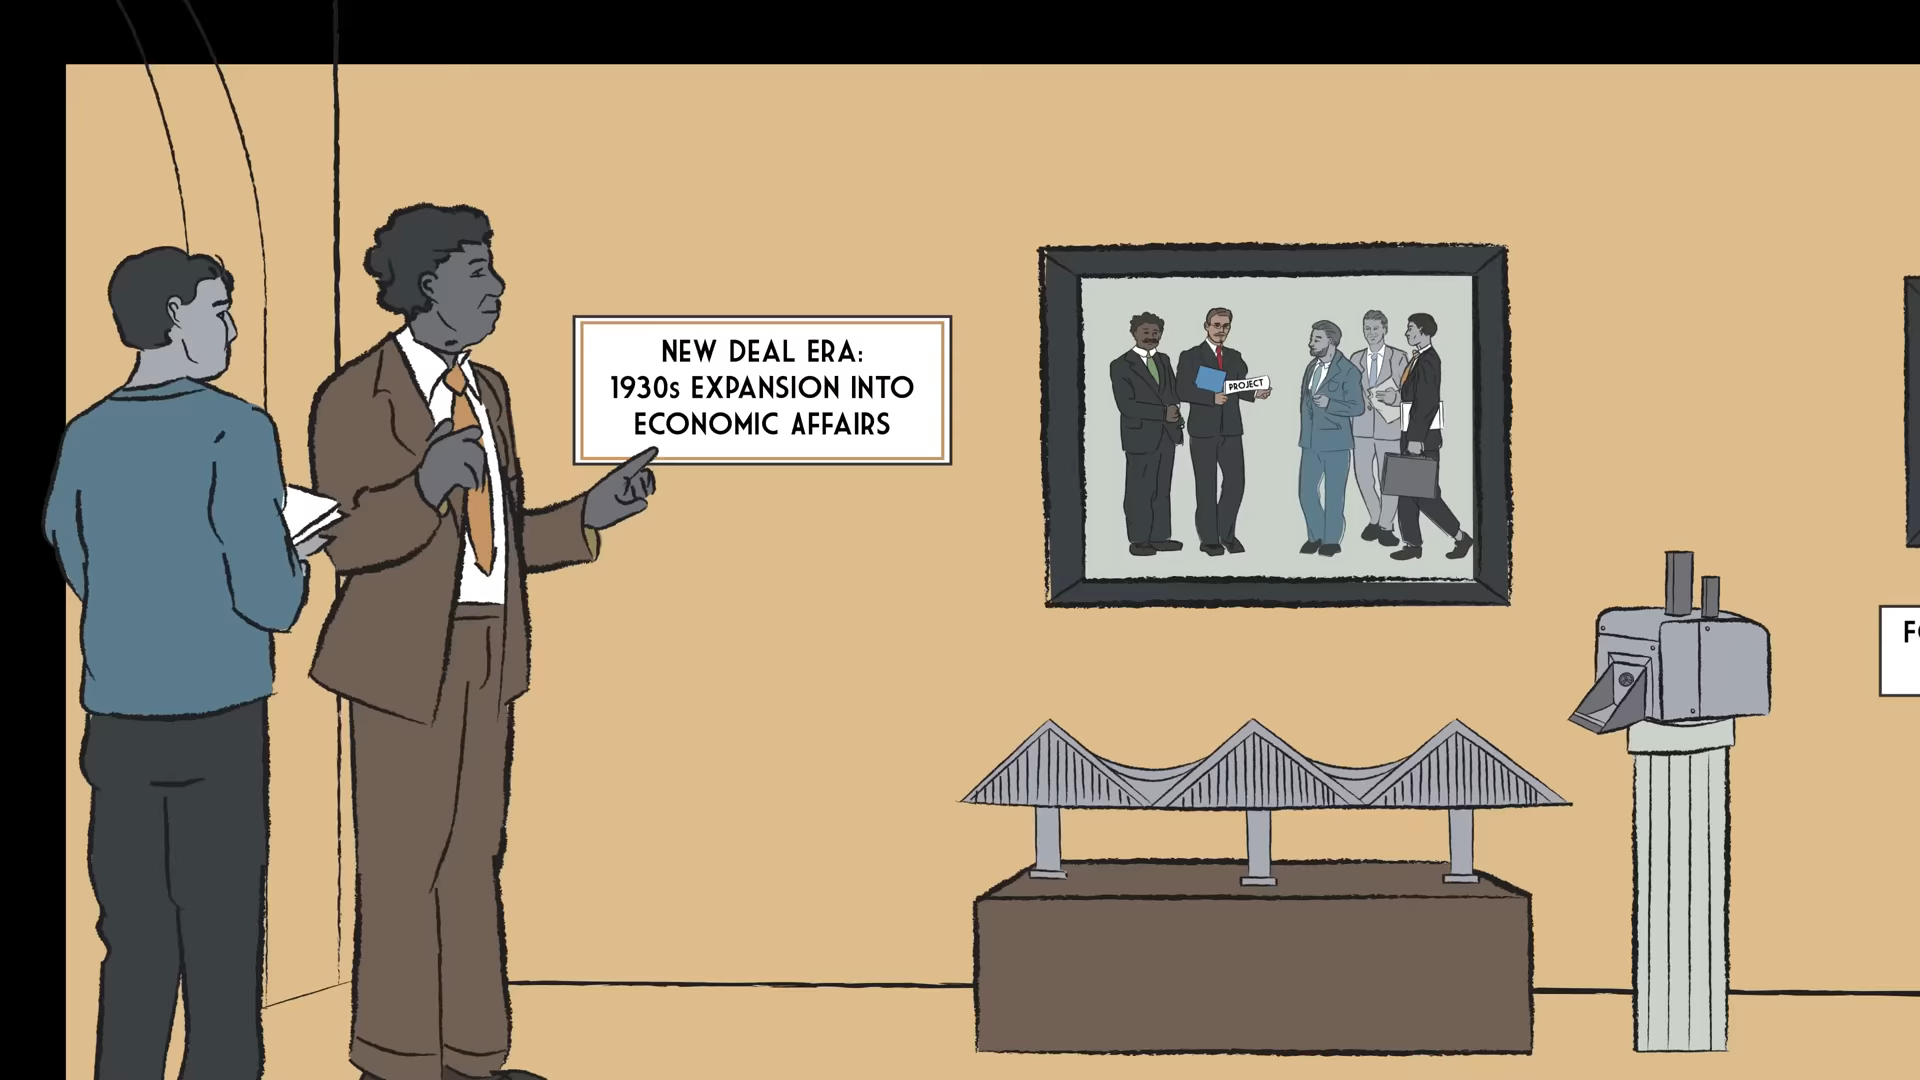 NEW DEAL ERA:
1930s EXPANSION INTO
ECONOMIC AFFAIRS
PROJECT